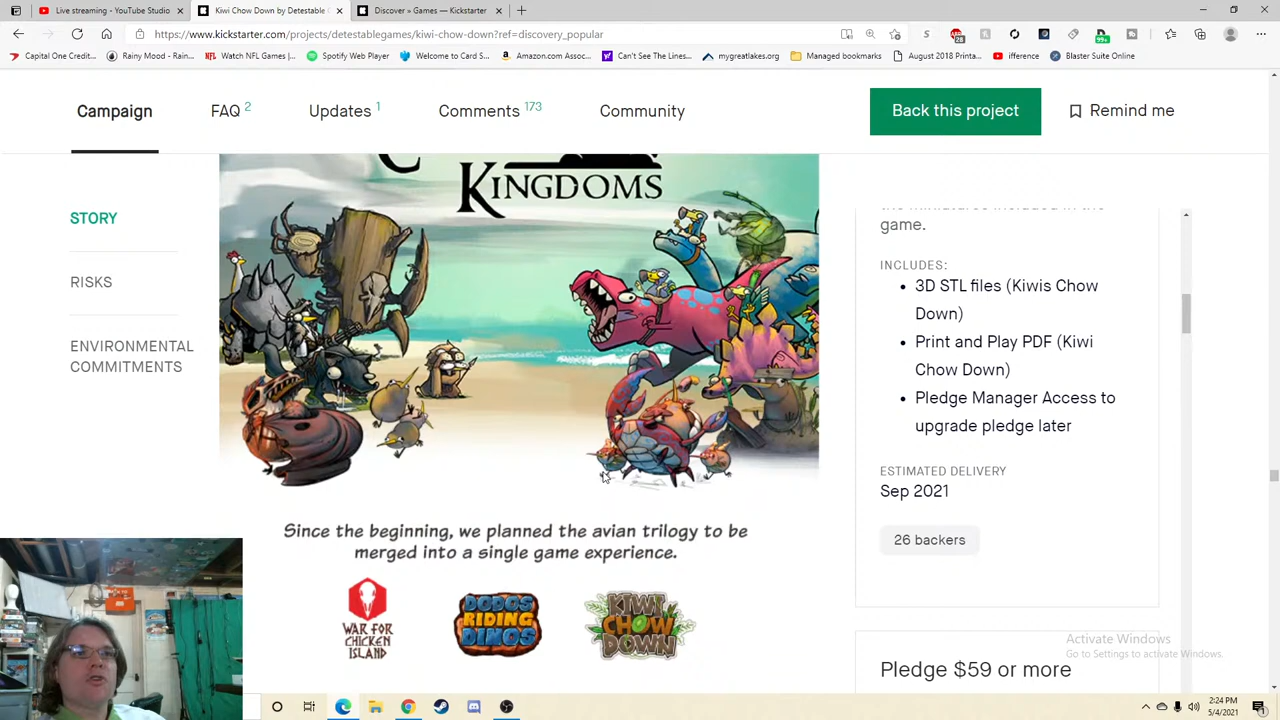 Live streaming - YouTube Studio
Kiwi Chow Down by Detestable
Discover » Games — Kickstarter
https://www.kickstarter.com/projects/detestablegames/kiwi-chow-down?ref=discovery_popular
Capital One Credit...
Rainy Mood - Rain...
Watch NFL Games |...
Spotify Web Player
Welcome to Card S...
Amazon.com Assoc...
Can't See The Lines...
mygreatlakes.org
Managed bookmarks
August 2018 Printa...
ifference
Blaster Suite Online
Campaign
FAQ 2
Updates 1
Comments 173
Community
Back this project
Remind me
STORY
RISKS
ENVIRONMENTAL
COMMITMENTS
KINGDOMS
Since the beginning, we planned the avian trilogy to be
merged into a single game experience.
WAR FOR
CHICKEN
ISLAND
DODOS
RIDING
DINOS
KIWI
CHOW
DOWN
game.
INCLUDES:
• 3D STL files (Kiwis Chow
Down)
• Print and Play PDF (Kiwi
Chow Down)
• Pledge Manager Access to
upgrade pledge later
ESTIMATED DELIVERY
Sep 2021
26 backers
Pledge $59 or more
Activate Windows
Go to Settings to activate Windows.
2:24 PM
5/4/2021